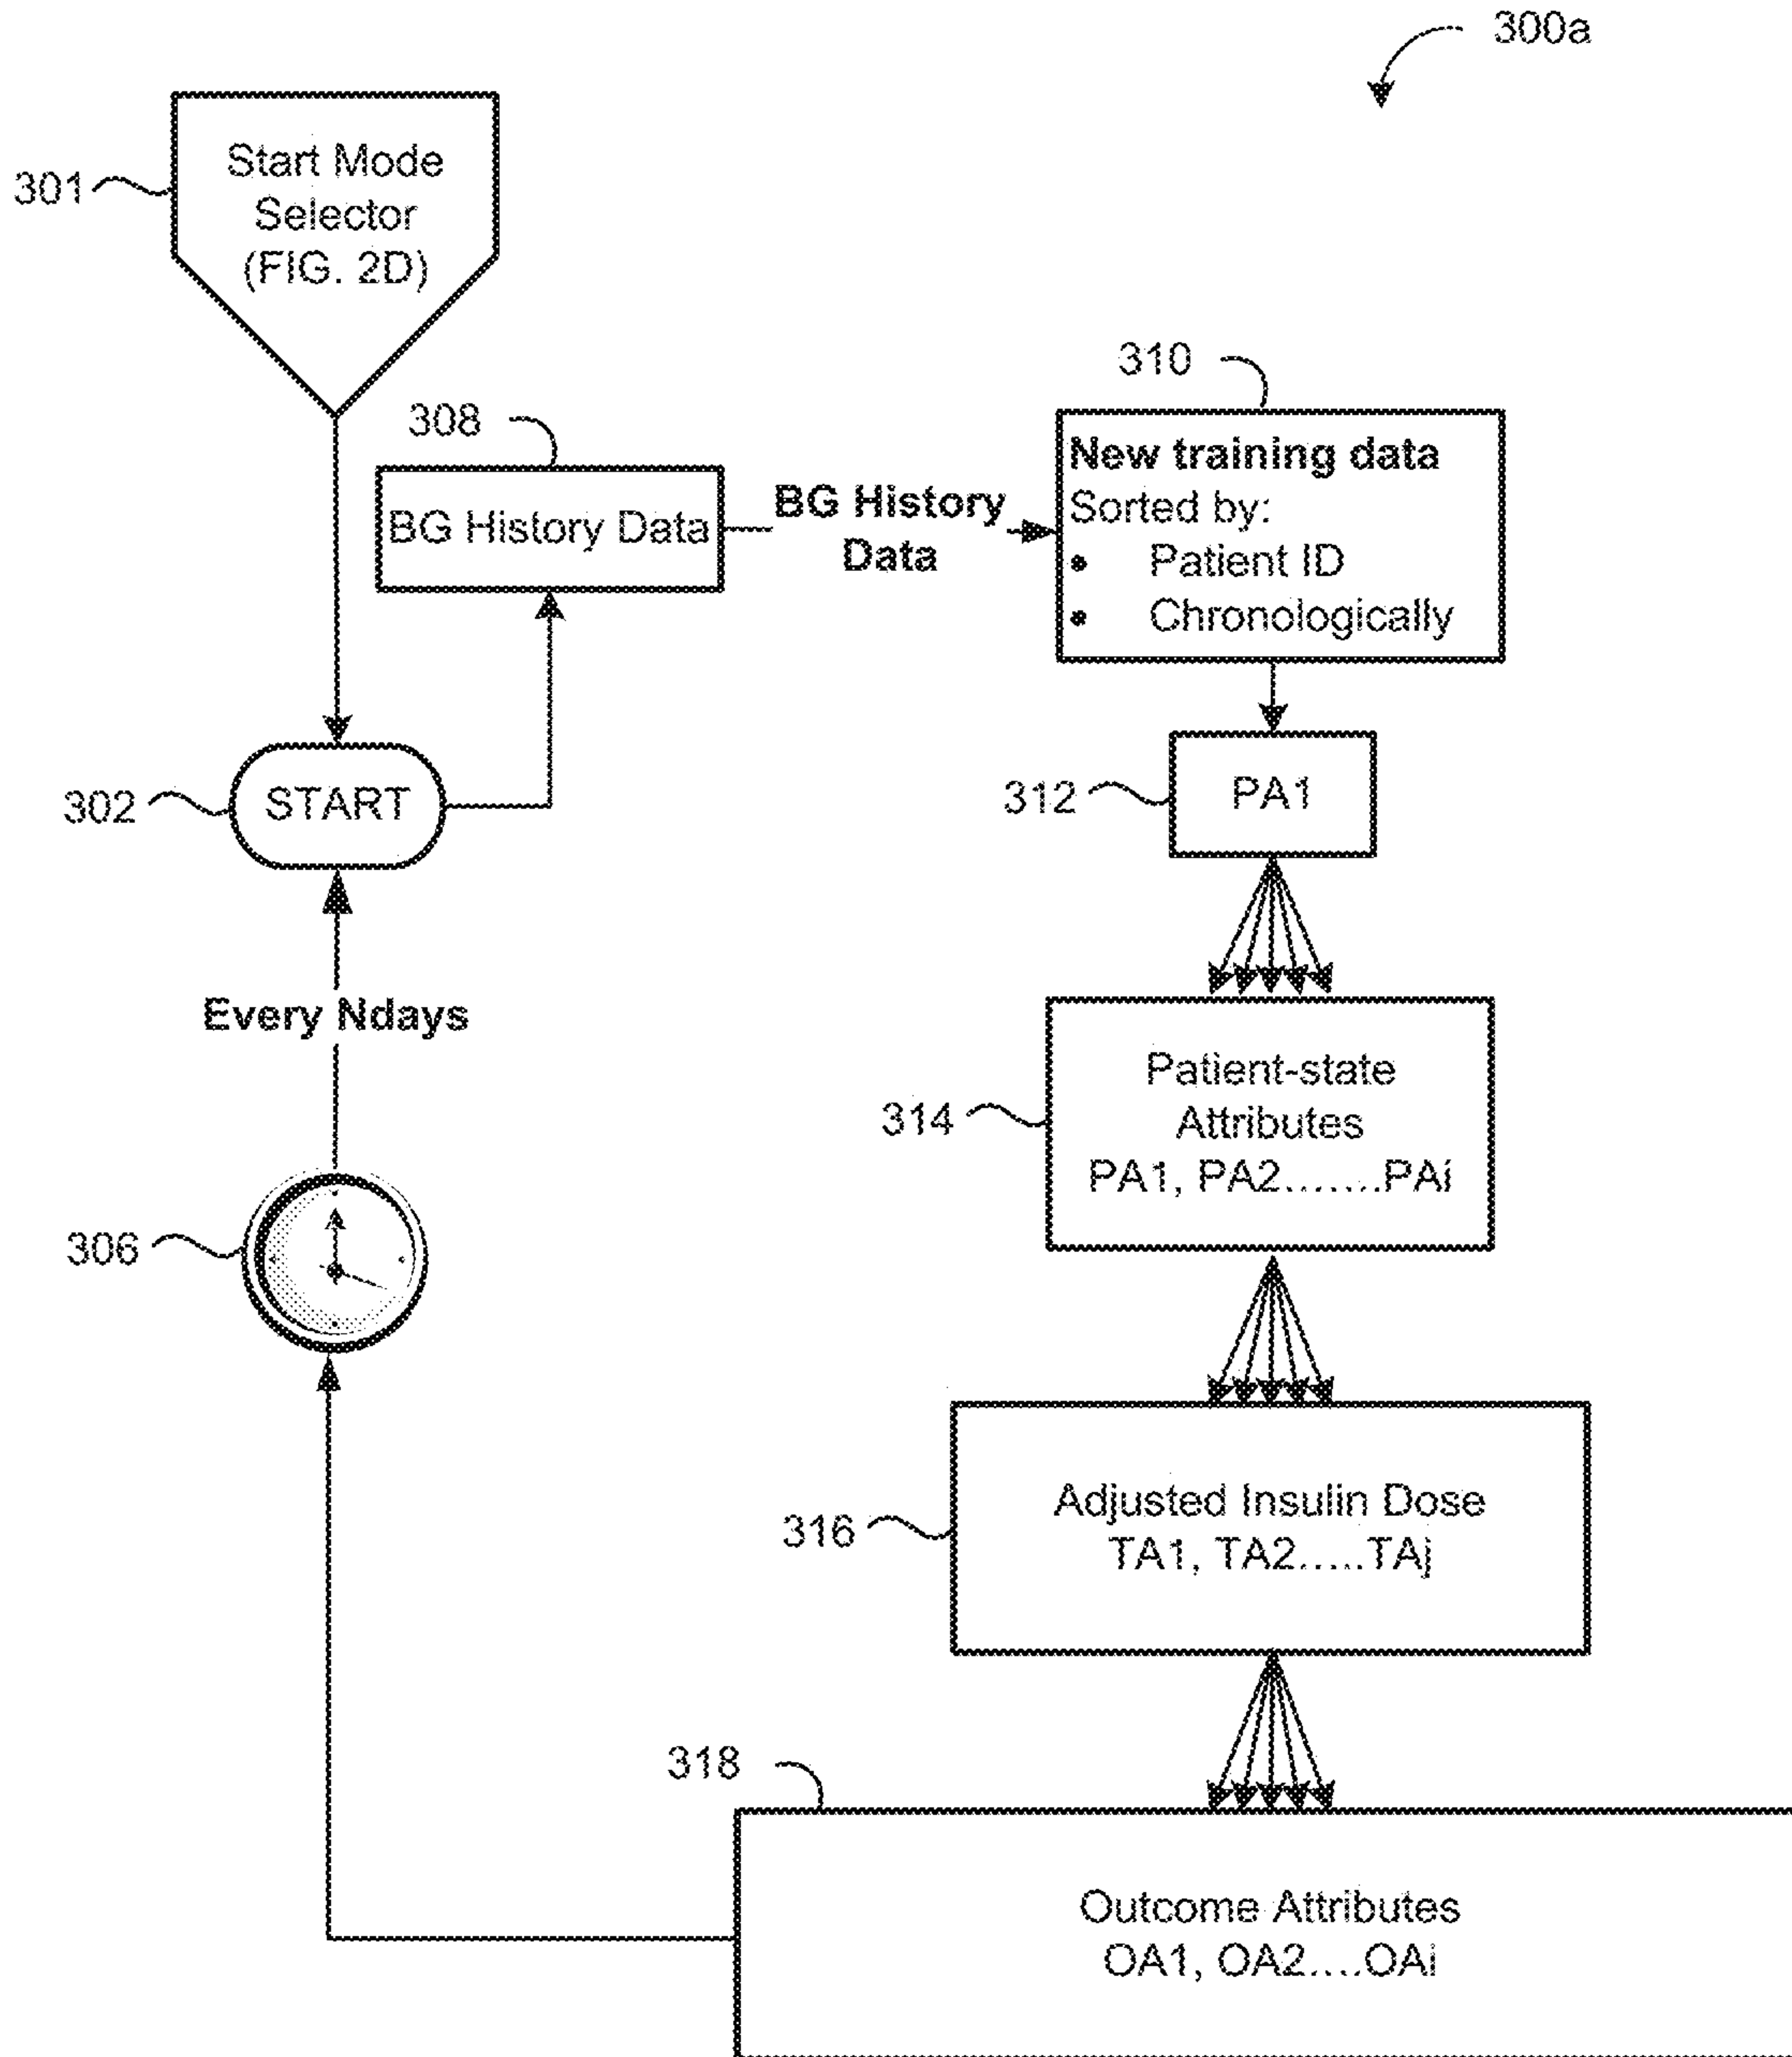 300a
301
Start Mode
Selector
(FIG. 2D)
310
308
New training data
Sorted by:
• Patient ID
• Chronologically
BG History Data
BG History
Data
302
START
312
PA1
Every Ndays
314
Patient-state
Attributes
PA1, PA2.......PAi
306
316
Adjusted Insulin Dose
TA1, TA2.....TAj
318
Outcome Attributes
OA1, OA2....OAi